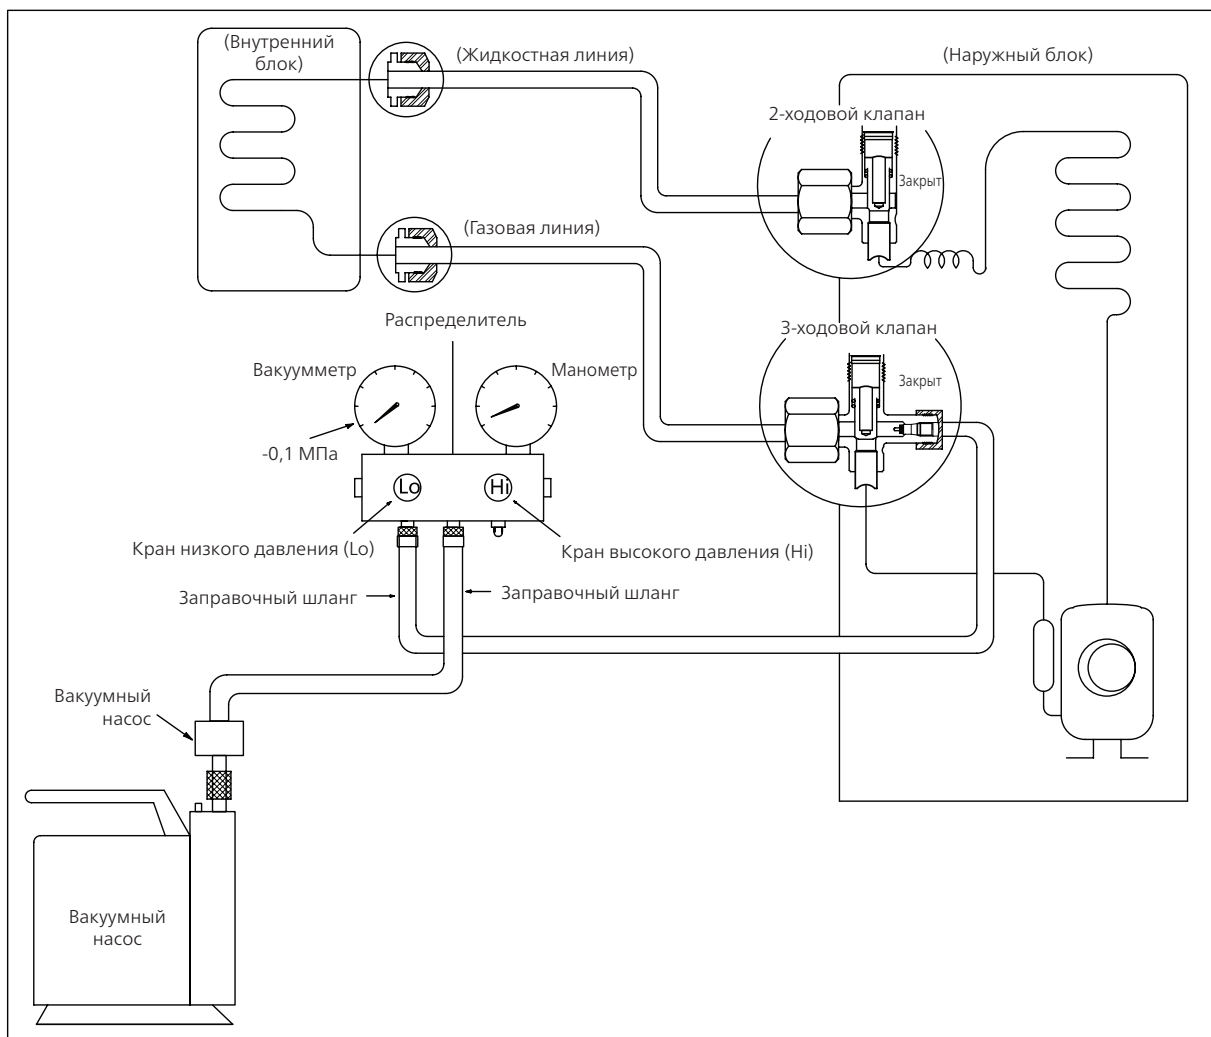 (Внутренний
блок)
(Жидкостная линия)
(Наружный блок)
2-ходовой клапан
Закрыт
(Газовая линия)
Распределитель
3-ходовой клапан
Вакуумметр
Манометр
Закрыт
-0,1 МПа
Lo
Hi
Кран низкого давления (Lo)
Кран высокого давления (Hi)
Заправочный шланг
Заправочный шланг
Вакуумный
насос
Вакуумный
насос